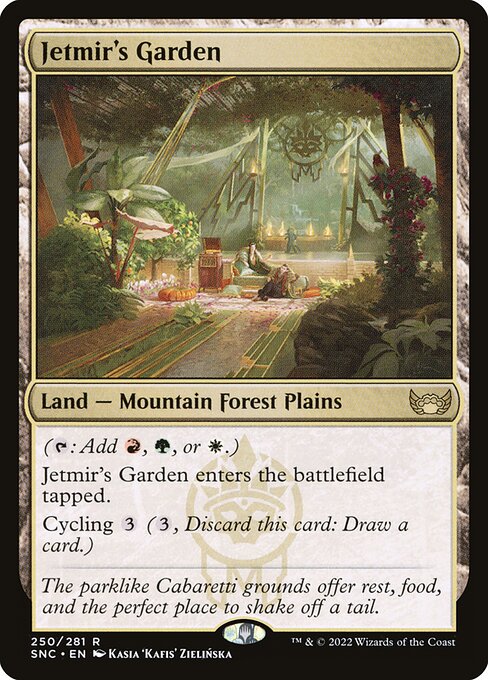 Jetmir's Garden
Land — Mountain Forest Plains
(T: Add R, G, or W.)
Jetmir's Garden enters the battlefield
tapped.
Cycling 3 (3, Discard this card: Draw a
card.)
The parklike Cabaretti grounds offer rest, food,
and the perfect place to shake off a tail.
250/281 R
SNC • EN Kasia 'Kafis' Zielińska
™ & © 2022 Wizards of the Coast